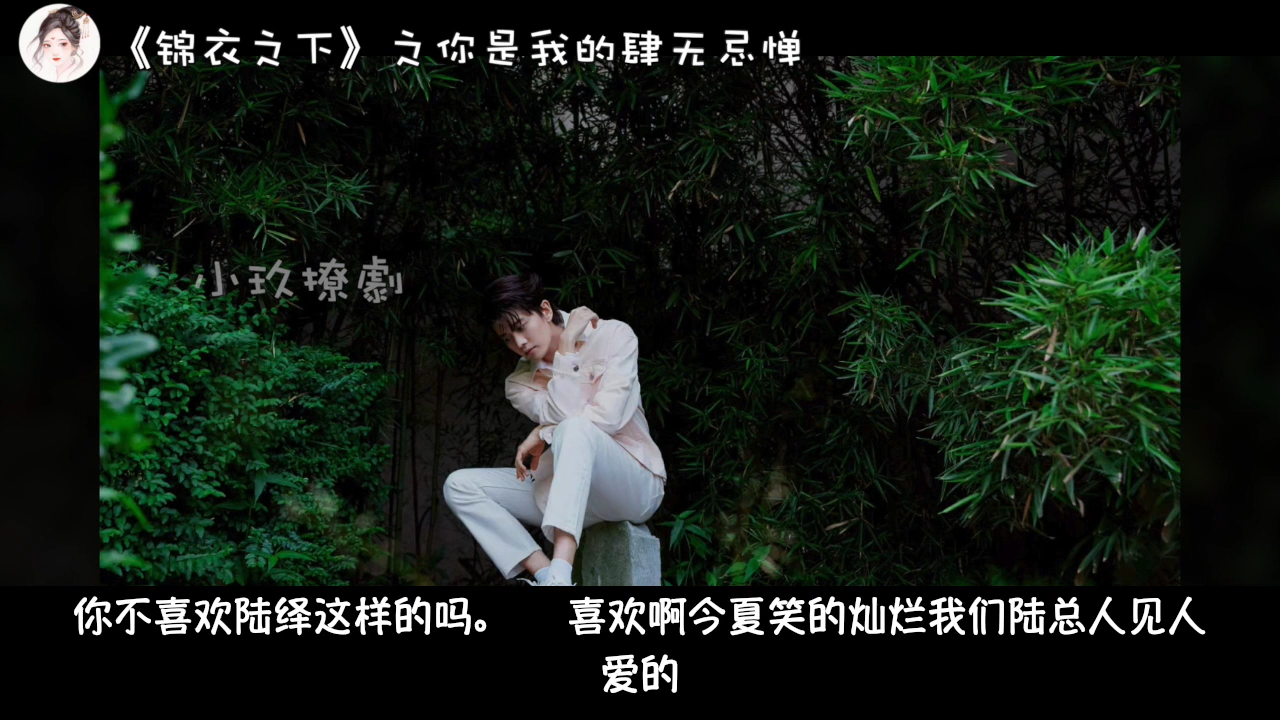 《锦衣之下》之你是我的肆无忌惮
小玖撩劇
你不喜欢陆绎这样的吗。 喜欢啊今夏笑的灿烂我们陆总人见人
爱的